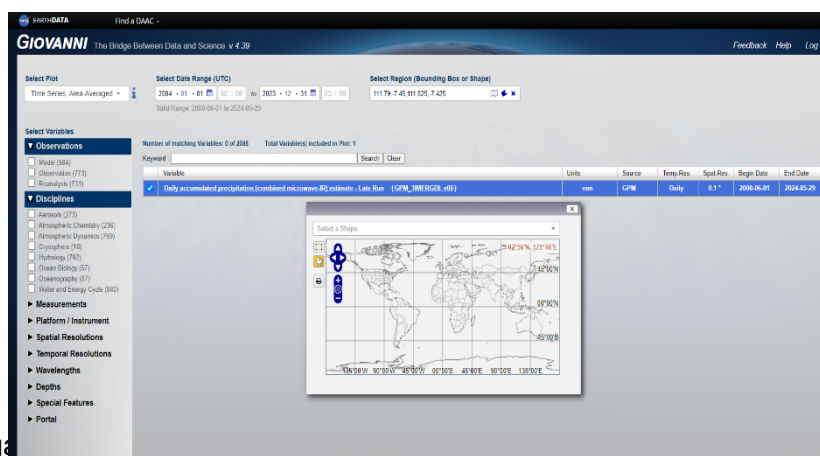 EARTHDATA Find a DAAC -
GIOVANNI The Bridge Between Data and Science v 4.39 Feedback Help Log
Select Plot Select Date Range (UTC) Select Region (Bounding Box or Shape)
Time Series, Area-Averaged 2004 - 01 - 01 00 : 00 to 2023 - 12 - 31 23 : 59 111.79,-7.45,111.825,-7.425
Valid Range: 2000-06-01 to 2024-05-29
Select Variables
Observations
Number of matching Variables: 0 of 2088 Total Variable(s) included in Plot: 1
Keyword : Search Clear
Model (584)
Observation (773)
Reanalysis (731)
Variable Units Source Temp.Res. Spat.Res. Begin Date End Date
Daily accumulated precipitation (combined microwave-IR) estimate - Late Run (GPM_3IMERGDL v06) mm GPM Daily 0.1 ° 2000-06-01 2024-05-29
Disciplines
Aerosols (273)
Atmospheric Chemistry (236)
Atmospheric Dynamics (769)
Cryosphere (18)
Hydrology (762)
Ocean Biology (57)
Oceanography (67)
Water and Energy Cycle (842)
Measurements
Platform / Instrument
Spatial Resolutions
Temporal Resolutions
Wavelengths
Depths
Special Features
Portal
x
Select a Shape...
45°00'N
00°00'N
45°00'S
135°00'W 90°00'W 45°00'W 00°00'E 45°00'E 90°00'E 135°00'E